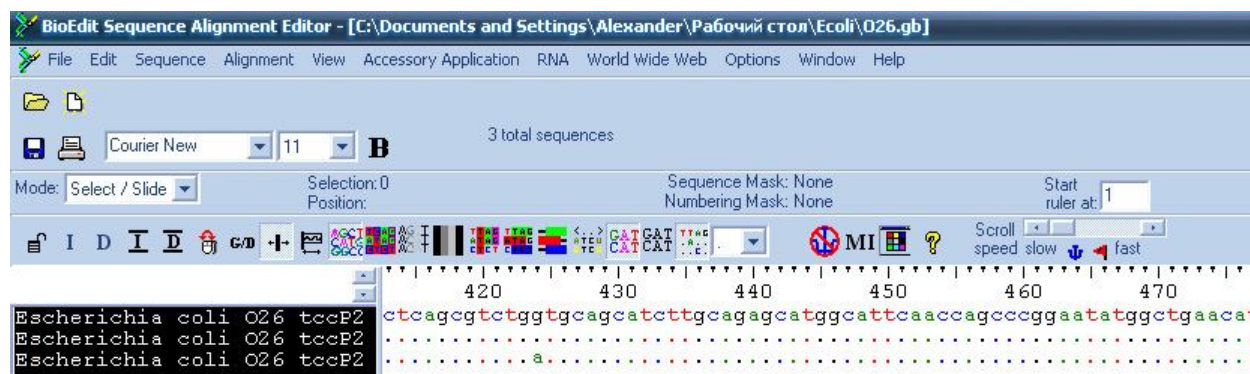 BioEdit Sequence Alignment Editor - [C:\Documents and Settings\Alexander\Рабочий стол\Ecoli\O26.gb]
File Edit Sequence Alignment View Accessory Application RNA World Wide Web Options Window Help
Courier New 11 B 3 total sequences
Mode: Select / Slide Selection: 0 Sequence Mask: None Start
Position: Numbering Mask: None ruler at: 1
I D I D G/D MI Scroll
speed slow fast
420 430 440 450 460 470
Escherichia coli O26 tccP2 ctcagcgtctggtgcagcatcttgcagagcatggcattcaaccagcccggaatatggctgaaca
Escherichia coli O26 tccP2 ................................................................
Escherichia coli O26 tccP2 ...........a....................................................